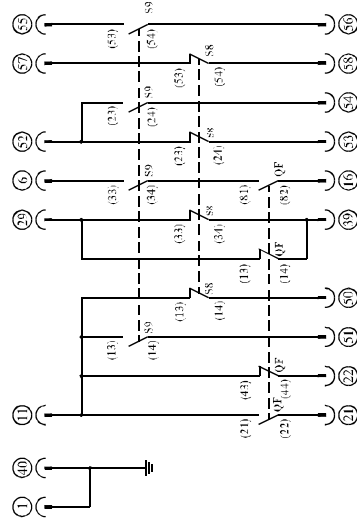 55 (53) S9 (54) 56
57 (53) S8 (54) 58
(23) S9 (24) 54
52 (23) S8 (24) 53
6 (33) S9 (34) (81) QF (82) 16
29 (33) S8 (34) 39
(13) QF (14)
(13) S8 (14) 50
(13) S9 (14) 51
(43) QF (44) 22
11 (21) QF (22) 21
40
1